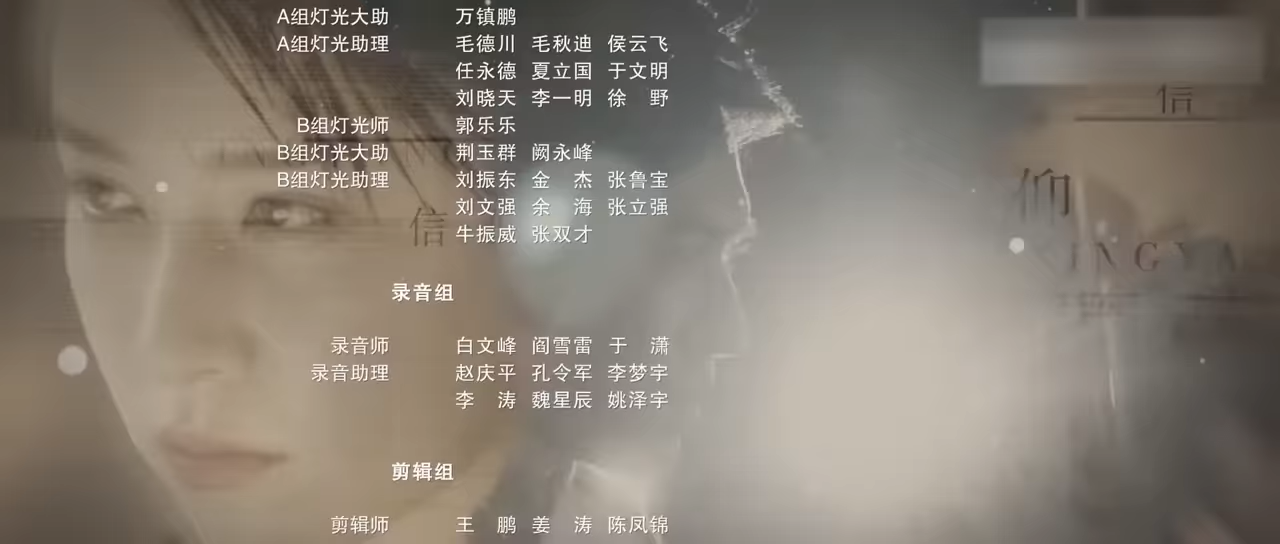 A组灯光大助 万镇鹏
A组灯光助理 毛德川 毛秋迪 侯云飞
任永德 夏立国 于文明
刘晓天 李一明 徐 野
B组灯光师 郭乐乐
B组灯光大助 荆玉群 阙永峰
B组灯光助理 刘振东 金 杰 张鲁宝
刘文强 余 海 张立强
牛振威 张双才
录音组
录音师 白文峰 阎雪雷 于 潇
录音助理 赵庆平 孔令军 李梦宇
李 涛 魏星辰 姚泽宇
剪辑组
剪辑师 王 鹏 姜 涛 陈凤锦
信
信
仰
INGYA